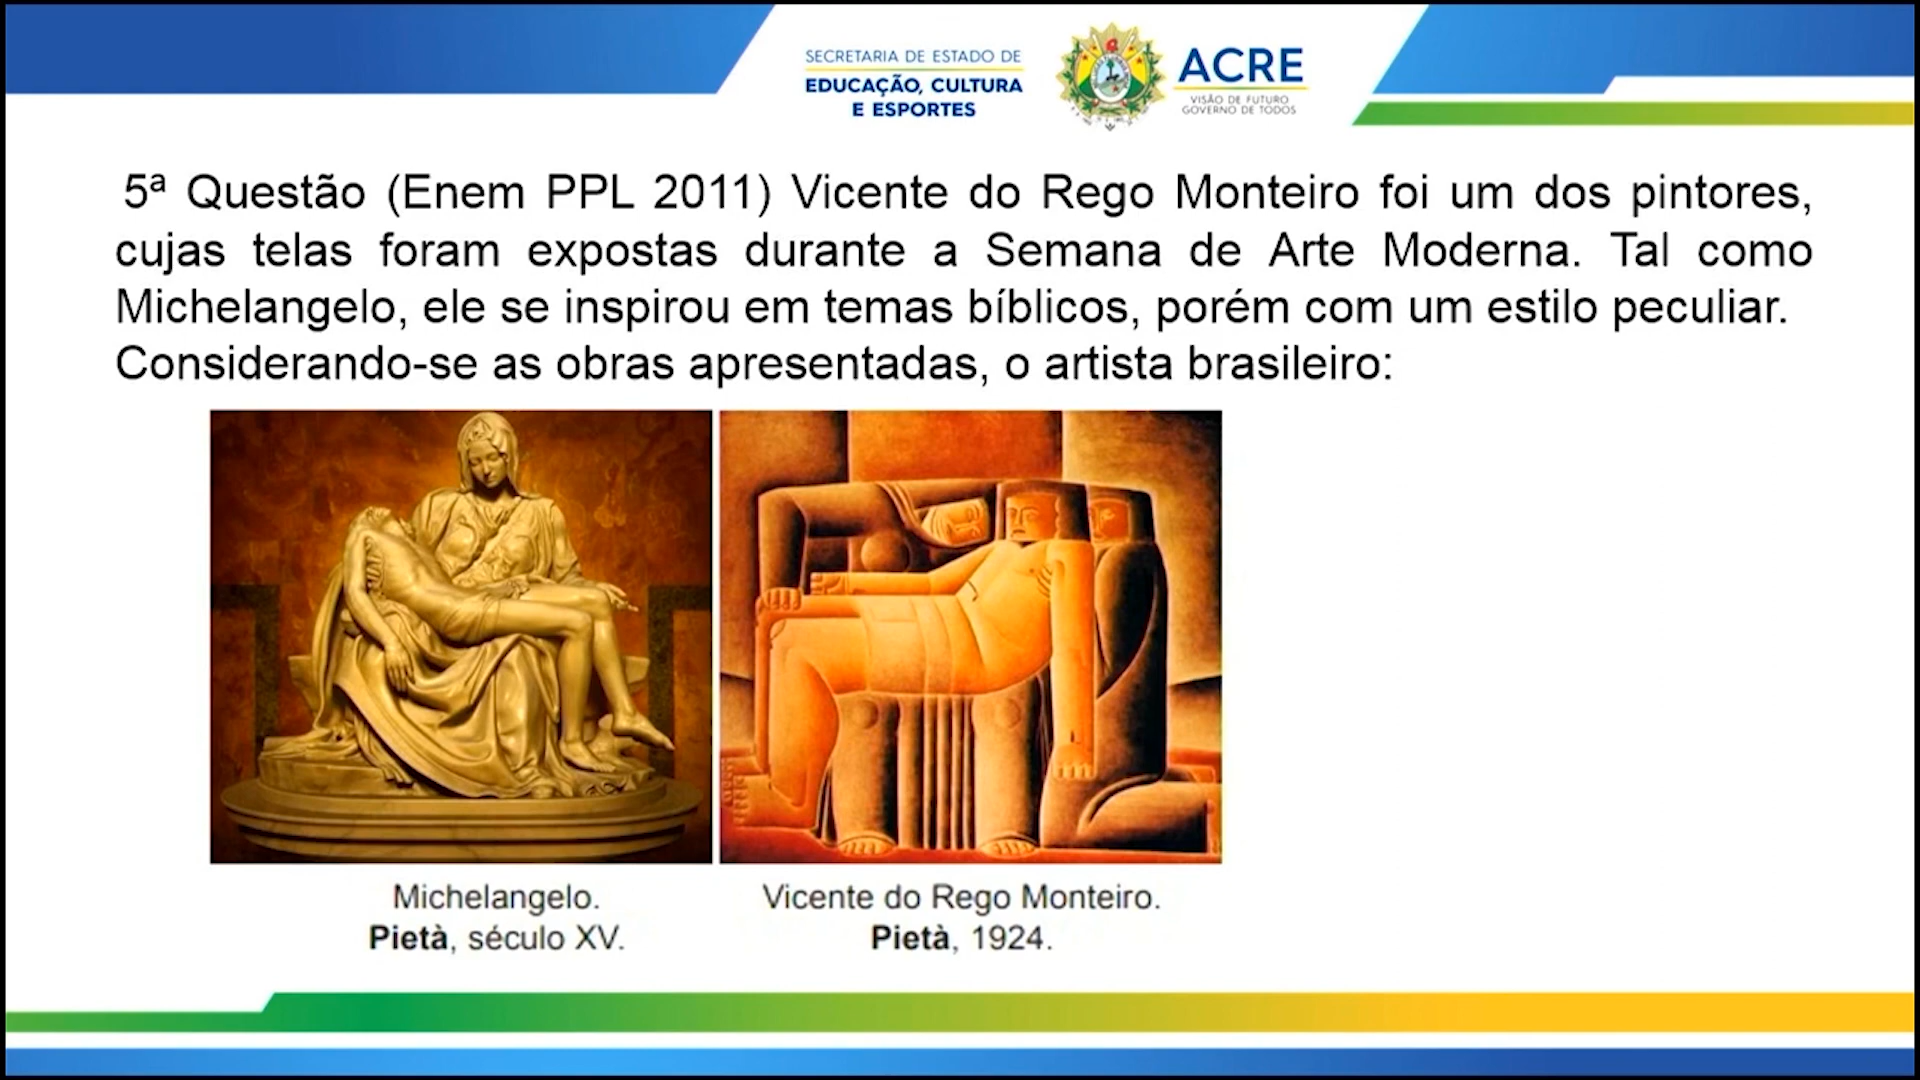 SECRETARIA DE ESTADO DE
EDUCAÇÃO, CULTURA
E ESPORTES
ACRE
VISÃO DE FUTURO
GOVERNO DE TODOS
5ª Questão (Enem PPL 2011) Vicente do Rego Monteiro foi um dos pintores,
cujas telas foram expostas durante a Semana de Arte Moderna. Tal como
Michelangelo, ele se inspirou em temas bíblicos, porém com um estilo peculiar.
Considerando-se as obras apresentadas, o artista brasileiro:
Michelangelo.
Pietà, século XV.
Vicente do Rego Monteiro.
Pietà, 1924.